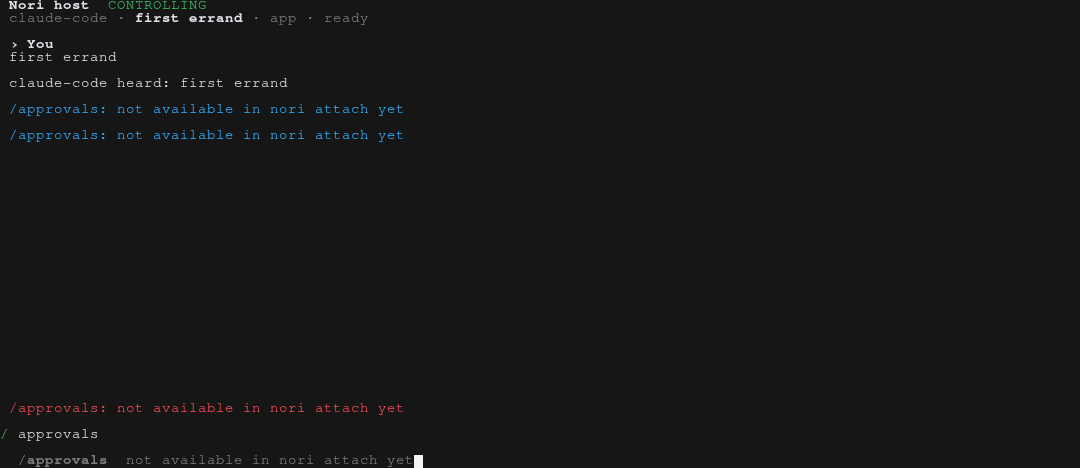 Nori host  CONTROLLING
claude-code · first errand · app · ready
› You
first errand
claude-code heard: first errand
/approvals: not available in nori attach yet
/approvals: not available in nori attach yet
/approvals: not available in nori attach yet
/ approvals
/approvals  not available in nori attach yet